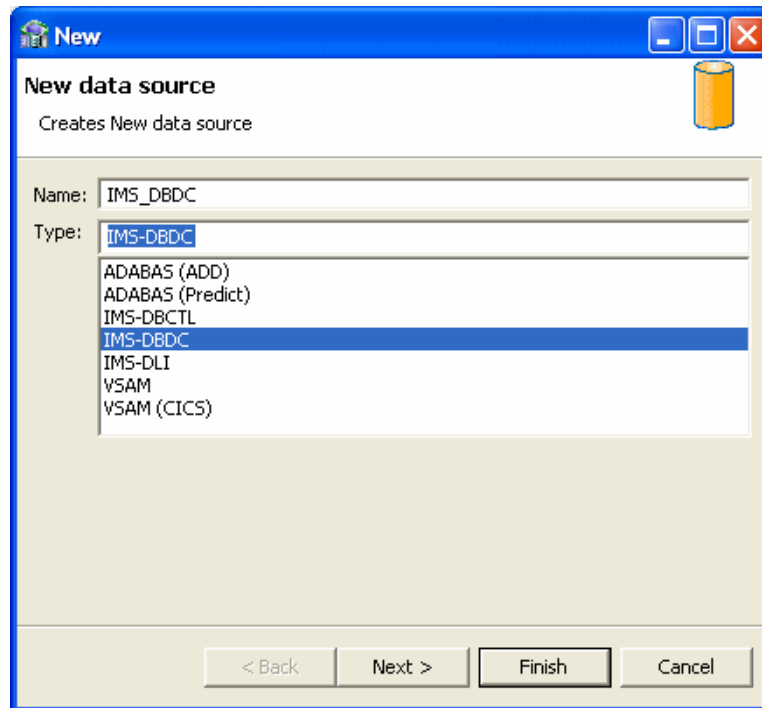 New
New data source
Creates New data source
Name: IMS_DBDC
Type: IMS-DBDC
ADABAS (ADD)
ADABAS (Predict)
IMS-DBCTL
IMS-DBDC
IMS-DLI
VSAM
VSAM (CICS)
< Back Next > Finish Cancel